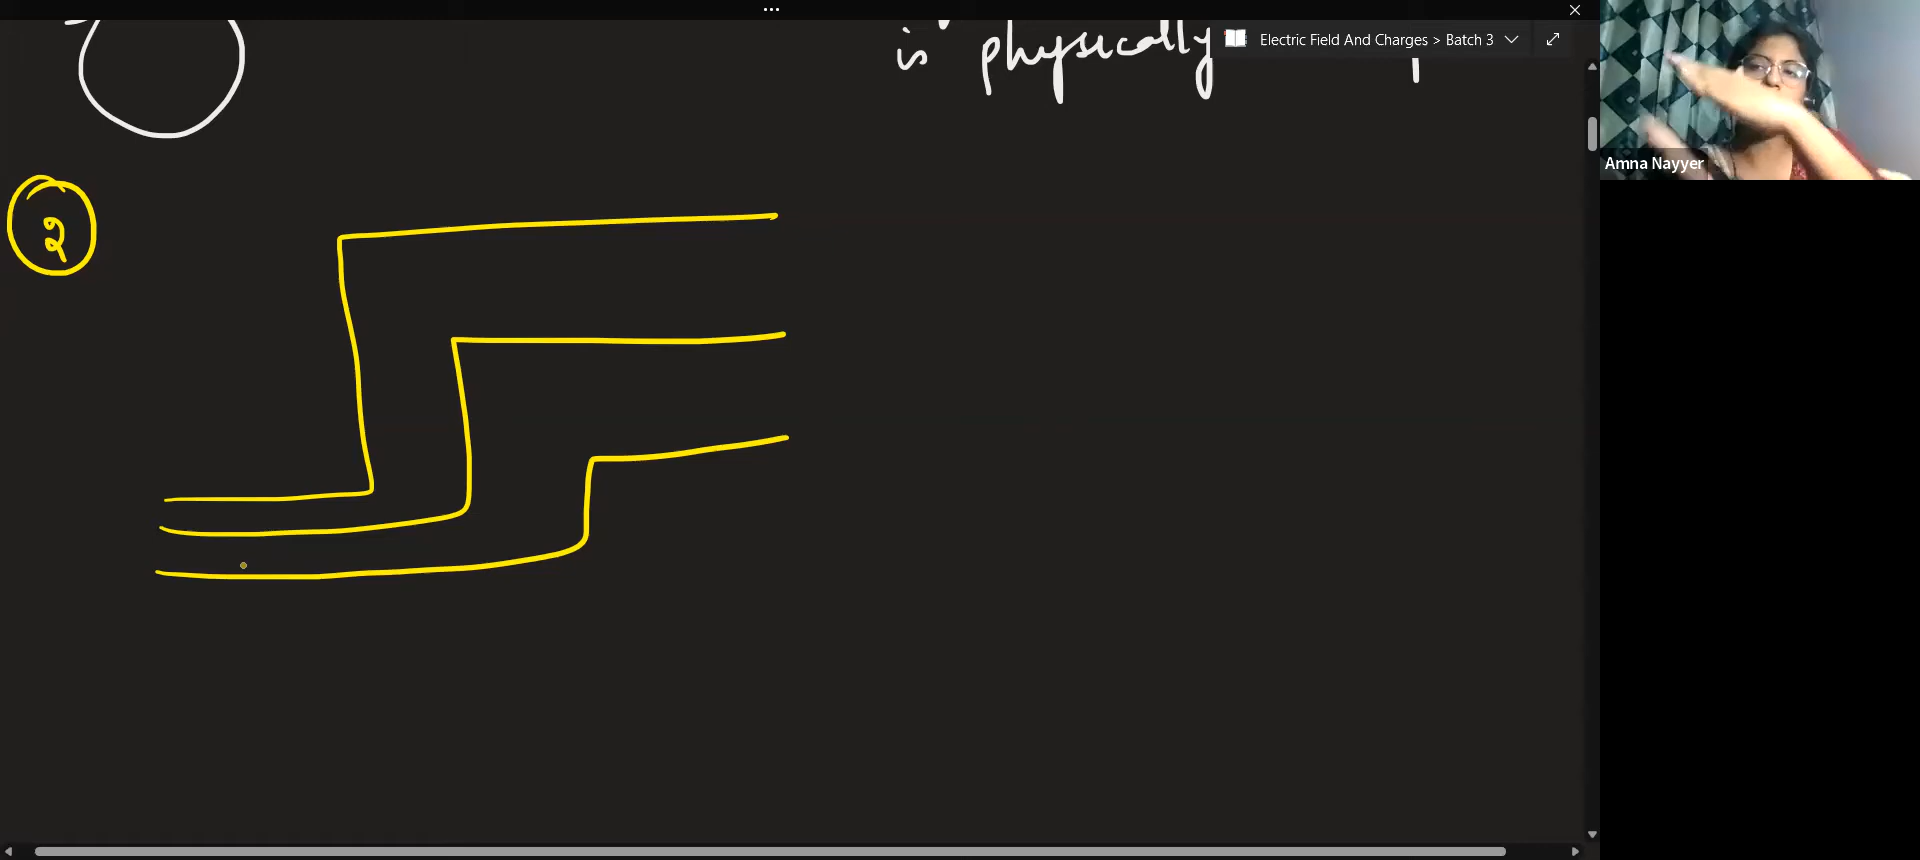 is physically
Electric Field And Charges > Batch 3
Amna Nayyer
2